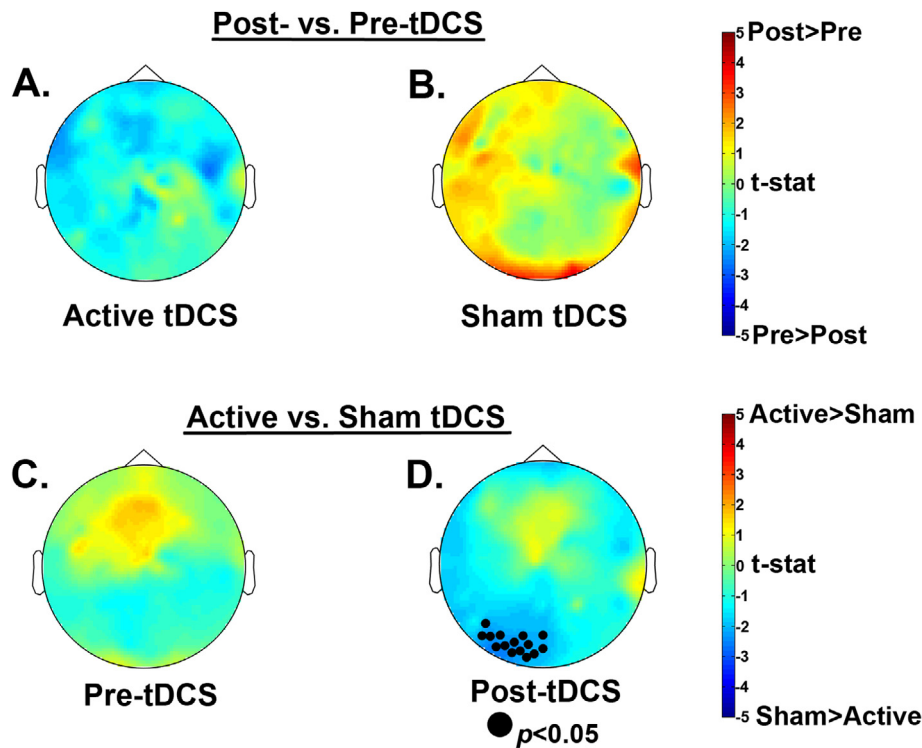 Post- vs. Pre-tDCS
A.
B.
Active tDCS
Sham tDCS
5 Post>Pre
4
3
2
1
0 t-stat
-1
-2
-3
-4
-5 Pre>Post
Active vs. Sham tDCS
C.
D.
Pre-tDCS
Post-tDCS
p<0.05
5 Active>Sham
4
3
2
1
0 t-stat
-1
-2
-3
-4
-5 Sham>Active